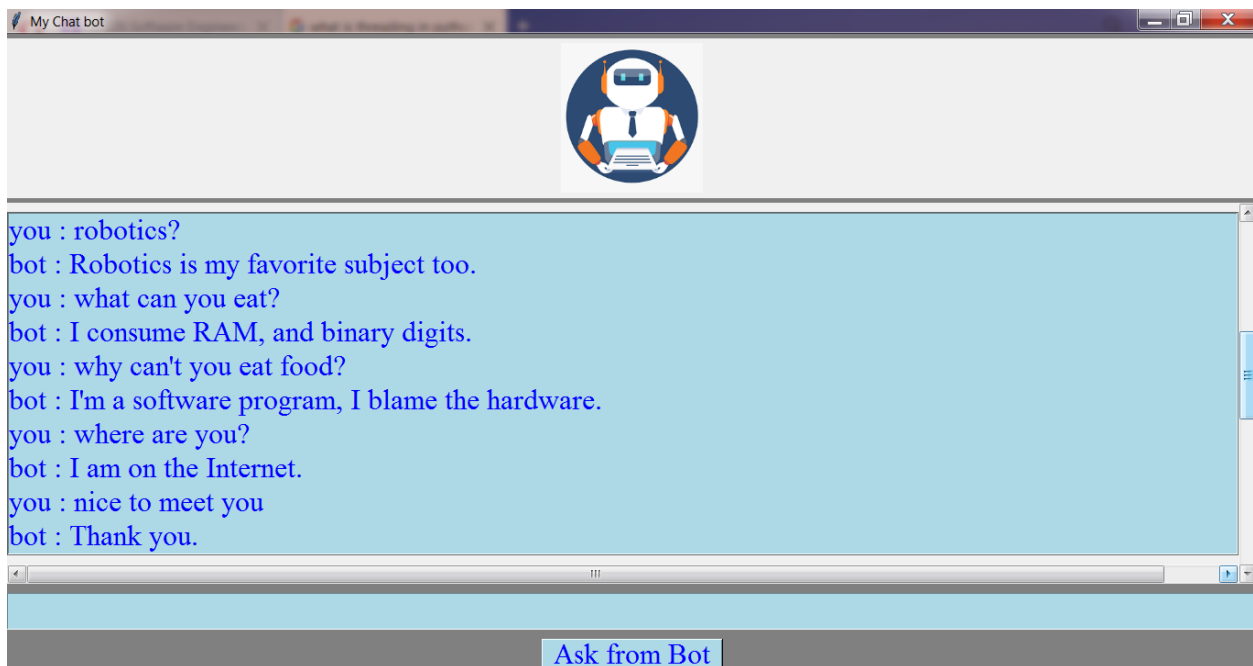 My Chat bot
you : robotics?
bot : Robotics is my favorite subject too.
you : what can you eat?
bot : I consume RAM, and binary digits.
you : why can't you eat food?
bot : I'm a software program, I blame the hardware.
you : where are you?
bot : I am on the Internet.
you : nice to meet you
bot : Thank you.
Ask from Bot